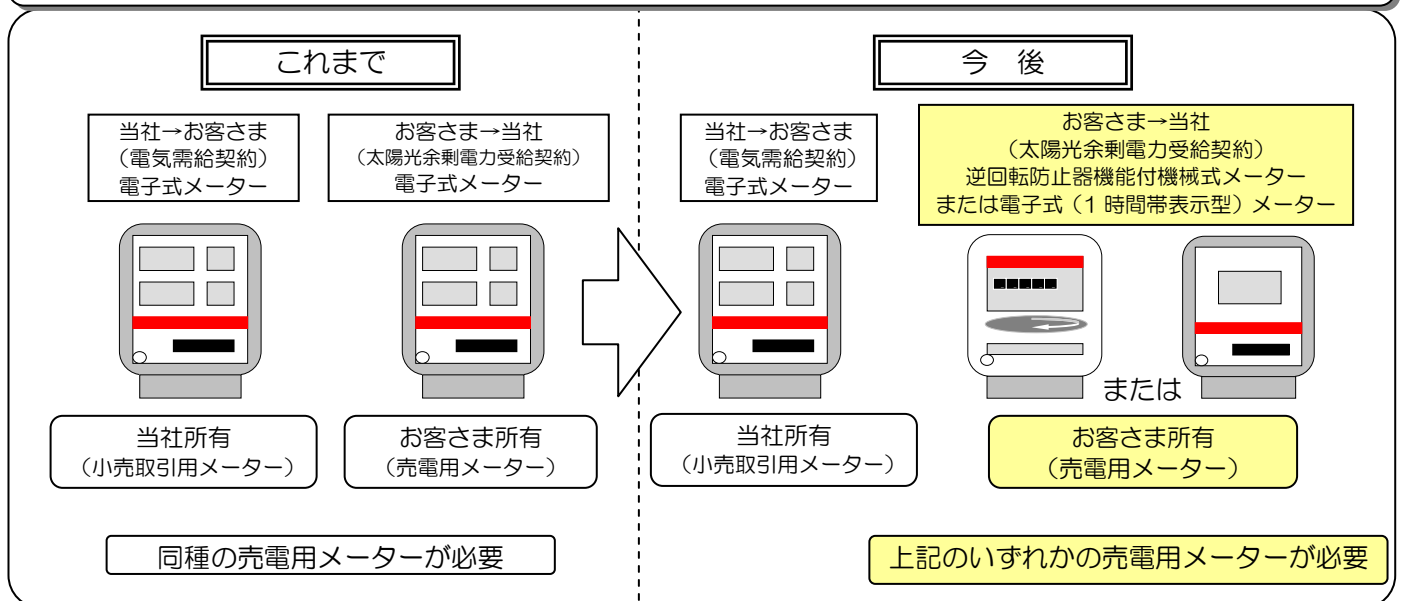 これまで
当社→お客さま
（電気需給契約）
電子式メーター
お客さま→当社
（太陽光余剰電力受給契約）
電子式メーター
当社所有
（小売取引用メーター）
お客さま所有
（売電用メーター）
同種の売電用メーターが必要
今　後
当社→お客さま
（電気需給契約）
電子式メーター
お客さま→当社
（太陽光余剰電力受給契約）
逆回転防止器機能付機械式メーター
または電子式（1 時間帯表示型）メーター
または
当社所有
（小売取引用メーター）
お客さま所有
（売電用メーター）
上記のいずれかの売電用メーターが必要